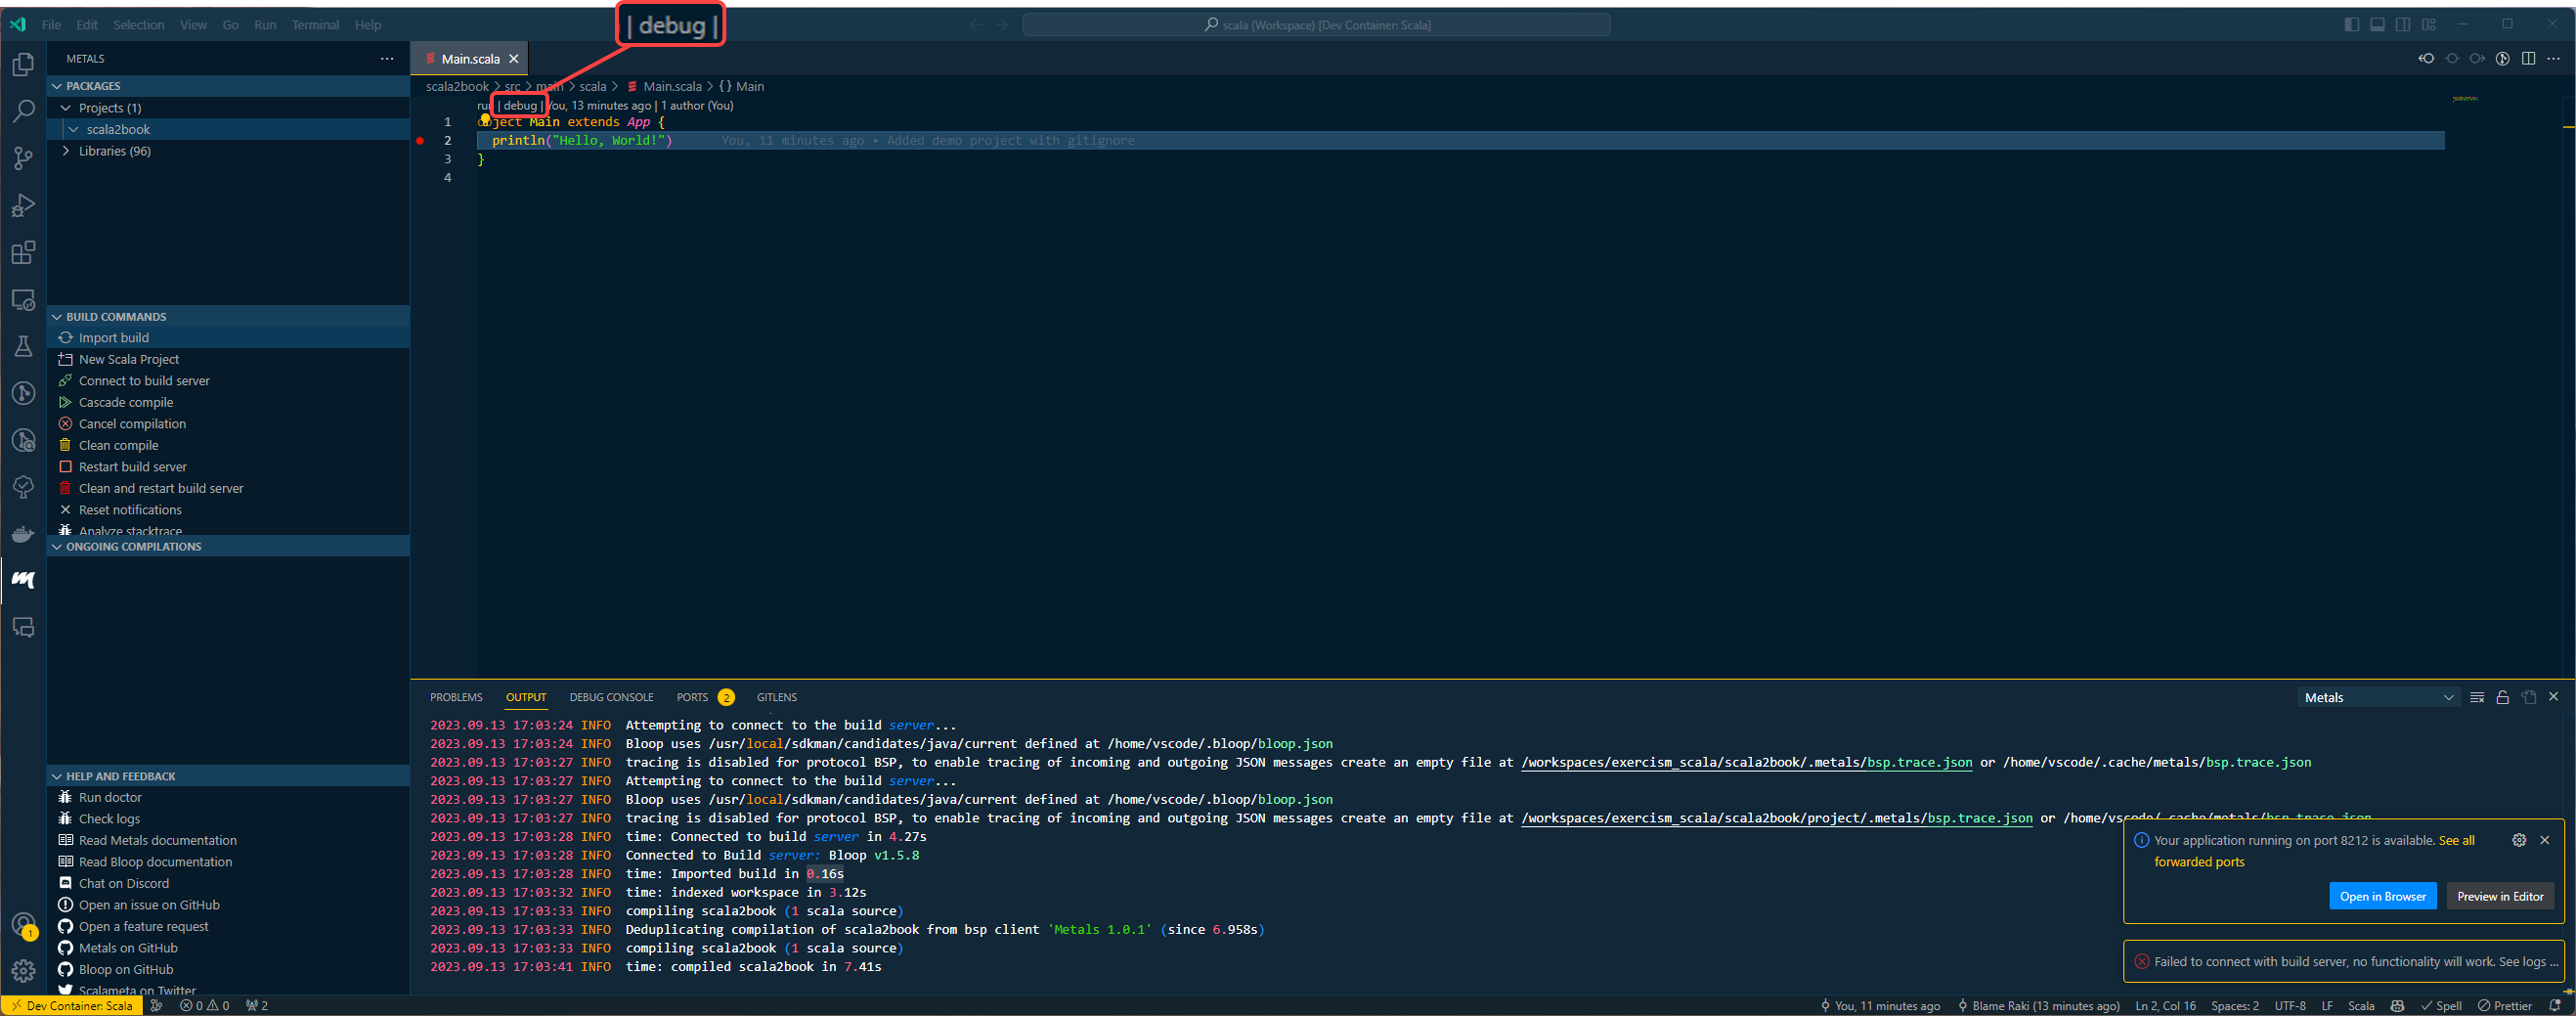 File Edit Selection View Go Run Terminal Help
| debug |
scala (Workspace) [Dev Container: Scala]
METALS
PACKAGES
Projects (1)
scala2book
Libraries (96)
BUILD COMMANDS
Import build
New Scala Project
Connect to build server
Cascade compile
Cancel compilation
Clean compile
Restart build server
Clean and restart build server
Reset notifications
Analyze stacktrace
ONGOING COMPILATIONS
HELP AND FEEDBACK
Run doctor
Check logs
Read Metals documentation
Read Bloop documentation
Chat on Discord
Open an issue on GitHub
Open a feature request
Metals on GitHub
Bloop on GitHub
Scalameta on Twitter
1
Main.scala
scala2book > src > main > scala > Main.scala > {} Main
run | debug | You, 13 minutes ago | 1 author (You)
1 object Main extends App {
2 println("Hello, World!") You, 11 minutes ago • Added demo project with gitignore
3 }
4
PROBLEMS OUTPUT DEBUG CONSOLE PORTS 2 GITLENS
Metals
2023.09.13 17:03:24 INFO Attempting to connect to the build server...
2023.09.13 17:03:24 INFO Bloop uses /usr/local/sdkman/candidates/java/current defined at /home/vscode/.bloop/bloop.json
2023.09.13 17:03:27 INFO tracing is disabled for protocol BSP, to enable tracing of incoming and outgoing JSON messages create an empty file at /workspaces/exercism_scala/scala2book/.metals/bsp.trace.json or /home/vscode/.cache/metals/bsp.trace.json
2023.09.13 17:03:27 INFO Attempting to connect to the build server...
2023.09.13 17:03:27 INFO Bloop uses /usr/local/sdkman/candidates/java/current defined at /home/vscode/.bloop/bloop.json
2023.09.13 17:03:27 INFO tracing is disabled for protocol BSP, to enable tracing of incoming and outgoing JSON messages create an empty file at /workspaces/exercism_scala/scala2book/project/.metals/bsp.trace.json or /home/vscode/.cache/metals/bsp.trace.json
2023.09.13 17:03:28 INFO time: Connected to build server in 4.27s
2023.09.13 17:03:28 INFO Connected to Build server: Bloop v1.5.8
2023.09.13 17:03:28 INFO time: Imported build in 0.16s
2023.09.13 17:03:32 INFO time: indexed workspace in 3.12s
2023.09.13 17:03:33 INFO compiling scala2book (1 scala source)
2023.09.13 17:03:33 INFO Deduplicating compilation of scala2book from bsp client 'Metals 1.0.1' (since 6.958s)
2023.09.13 17:03:33 INFO compiling scala2book (1 scala source)
2023.09.13 17:03:41 INFO time: compiled scala2book in 7.41s
Your application running on port 8212 is available. See all
forwarded ports
Open in Browser Preview in Editor
Failed to connect with build server, no functionality will work. See logs ...
Dev Container: Scala 0 0 2 You, 11 minutes ago Blame Raki (13 minutes ago) Ln 2, Col 16 Spaces: 2 UTF-8 LF Scala Spell Prettier